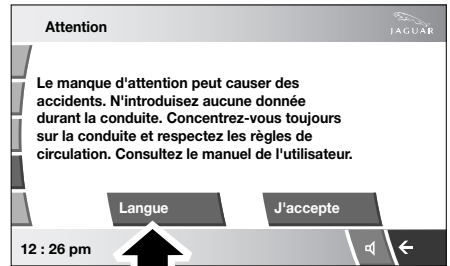 Attention
JAGUAR
Le manque d'attention peut causer des
accidents. N'introduisez aucune donnée
durant la conduite. Concentrez-vous toujours
sur la conduite et respectez les règles de
circulation. Consultez le manuel de l'utilisateur.
Langue
J'accepte
12 : 26 pm